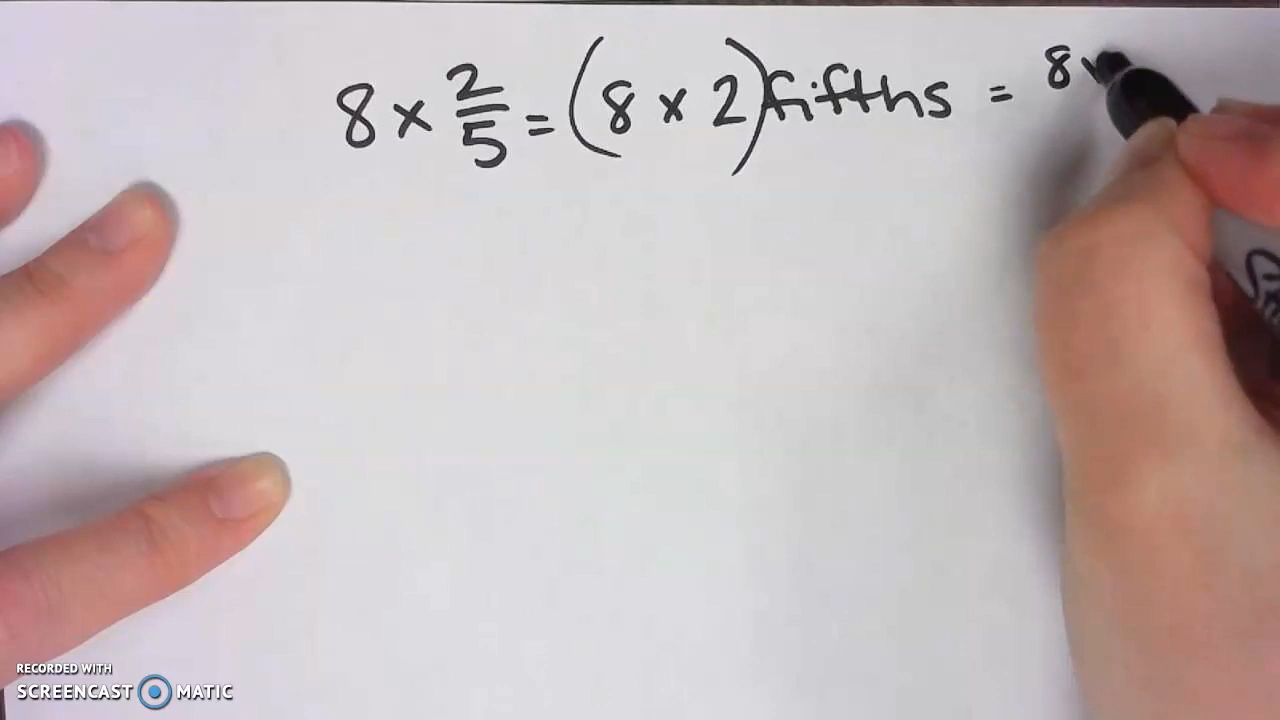 8 × 2/5 = (8 × 2) fifths = 8
RECORDED WITH
SCREENCAST MATIC